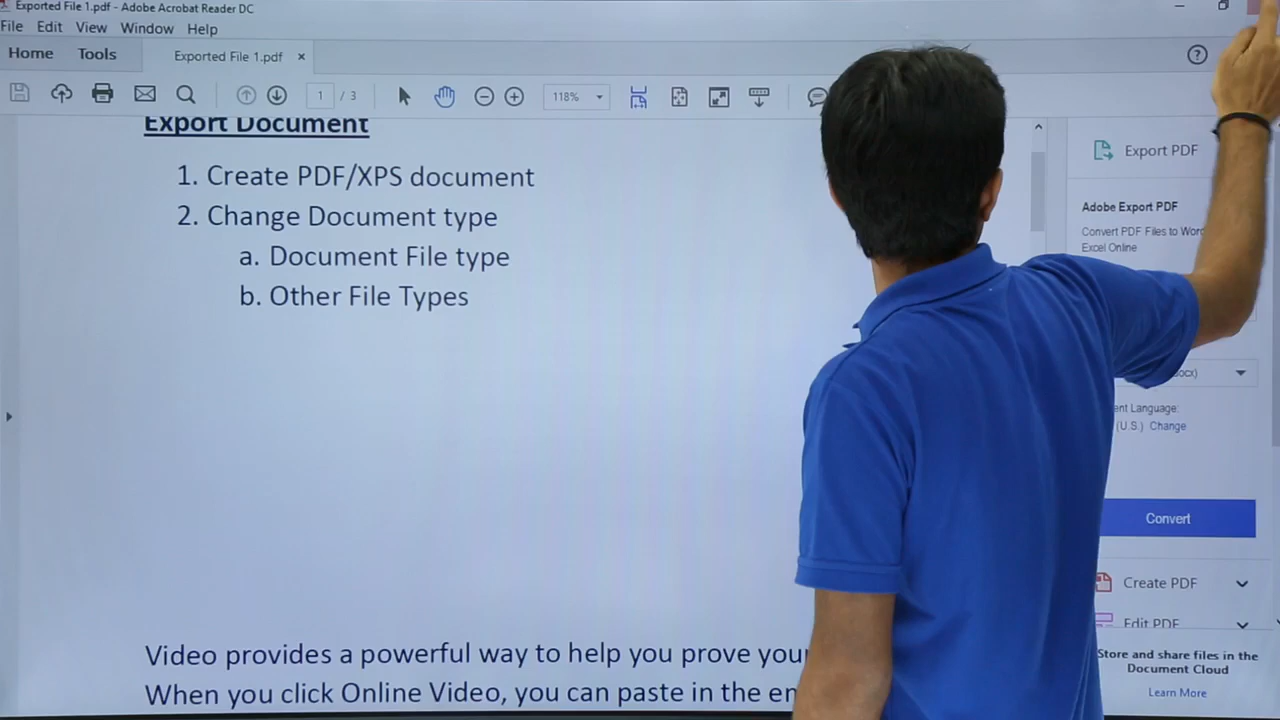 Exported File 1.pdf - Adobe Acrobat Reader DC
File Edit View Window Help
Home Tools Exported File 1.pdf ×
1 / 3 118%
Export Document
1. Create PDF/XPS document
2. Change Document type
a. Document File type
b. Other File Types
Video provides a powerful way to help you prove your
When you click Online Video, you can paste in the
Export PDF
Adobe Export PDF
Convert PDF Files to
Excel Online
ocx)
Language:
(U.S.) Change
Convert
Create PDF
Edit PDF
Store and share files in the
Document Cloud
Learn More